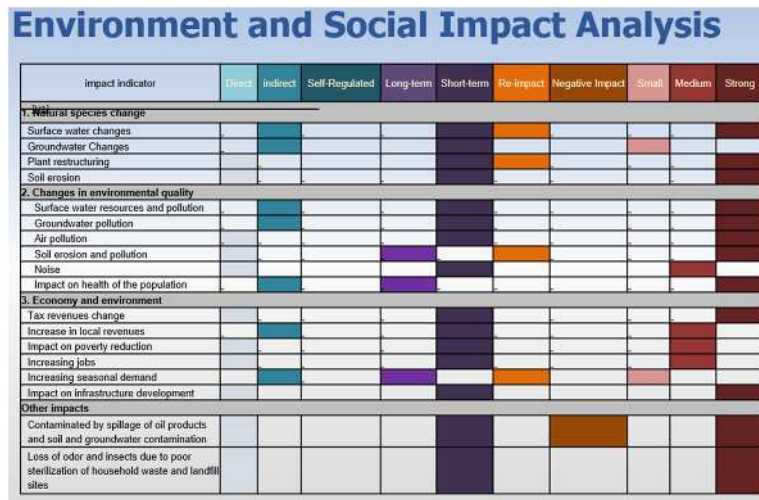 Environment and Social Impact Analysis
impact indicator Direct indirect Self-Regulated Long-term Short-term Re-impact Negative Impact Small Medium Strong
1. Natural species change
Surface water changes
Groundwater Changes
Plant restructuring
Soil erosion
2. Changes in environmental quality
Surface water resources and pollution
Groundwater pollution
Air pollution
Soil erosion and pollution
Noise
Impact on health of the population
3. Economy and environment
Tax revenues change
Increase in local revenues
Impact on poverty reduction
Increasing jobs
Increasing seasonal demand
Impact on infrastructure development
Other impacts
Contaminated by spillage of oil products
and soil and groundwater contamination
Loss of odor and insects due to poor
sterilization of household waste and landfill
sites